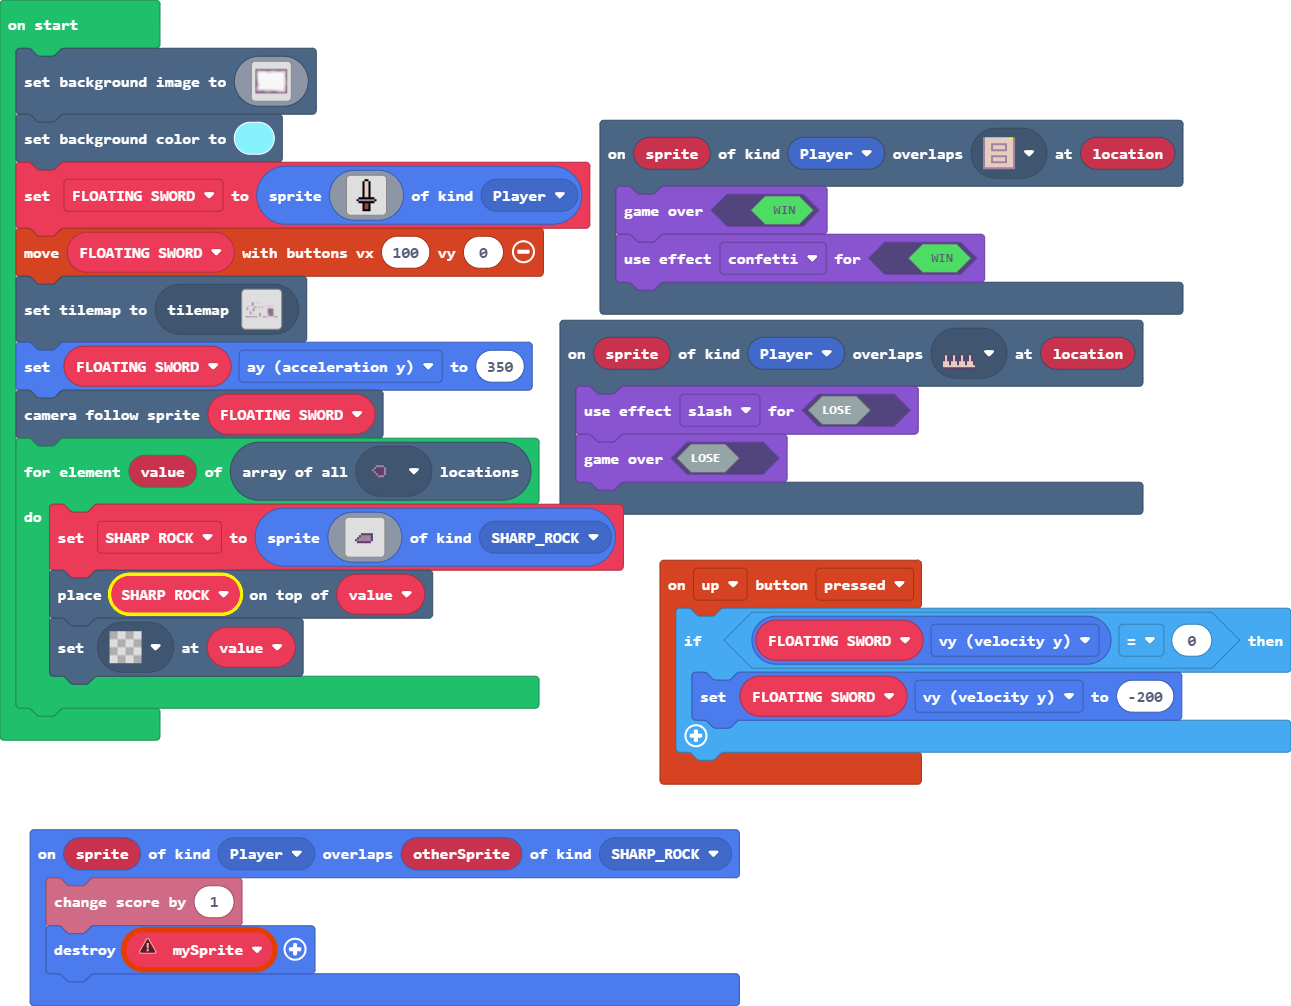 on start
set background image to
set background color to
set FLOATING SWORD to sprite of kind Player
move FLOATING SWORD with buttons vx 100 vy 0
set tilemap to tilemap
set FLOATING SWORD ay (acceleration y) to 350
camera follow sprite FLOATING SWORD
for element value of array of all locations
do
set SHARP ROCK to sprite of kind SHARP_ROCK
place SHARP ROCK on top of value
set at value
on sprite of kind Player overlaps at location
game over WIN
use effect confetti for WIN
on sprite of kind Player overlaps at location
use effect slash for LOSE
game over LOSE
on up button pressed
if FLOATING SWORD vy (velocity y) = 0 then
set FLOATING SWORD vy (velocity y) to -200
on sprite of kind Player overlaps otherSprite of kind SHARP_ROCK
change score by 1
destroy mySprite